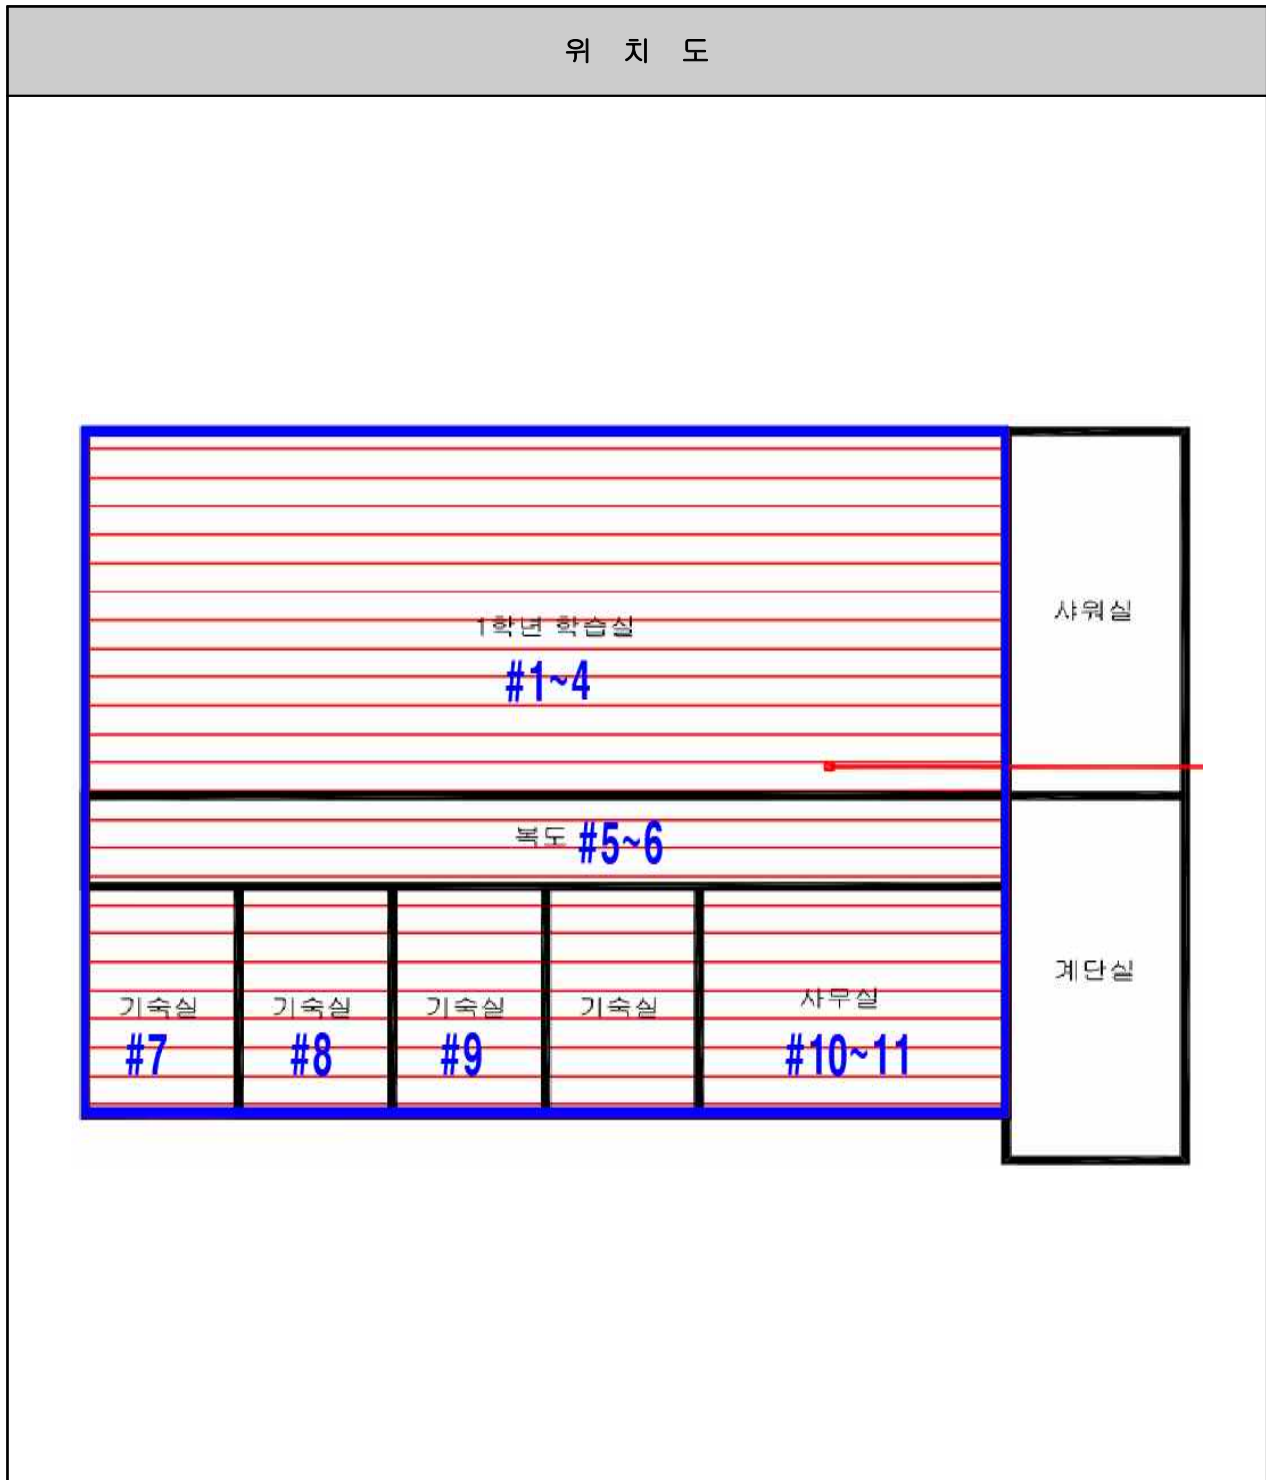 위 치 도
1학년 학습실
#1~4
샤워실
복도 #5~6
계단실
기숙실 기숙실 기숙실 기숙실 사무실
#7 #8 #9 #10~11